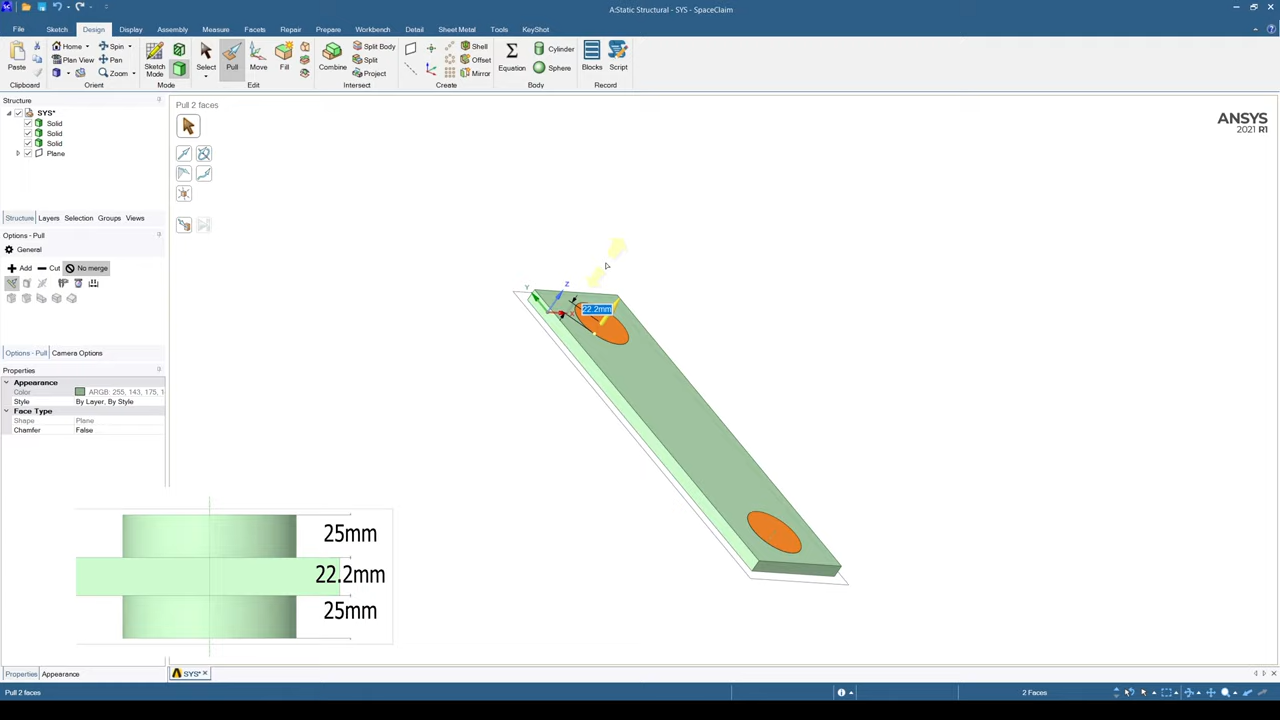 A:Static Structural - SYS - SpaceClaim
File Sketch Design Display Assembly Measure Facets Repair Prepare Workbench Detail Sheet Metal Tools KeyShot
Home Spin
Plan View Pan
Zoom
Paste
Sketch Mode
Select
Pull
Move
Fill
Combine
Split Body
Split
Project
Shell
Offset
Mirror
Equation
Cylinder
Sphere
Blocks
Script
Clipboard Orient Mode Edit Intersect Create Body Record
Structure
SYS*
Solid
Solid
Solid
Plane
Structure Layers Selection Groups Views
Options - Pull
General
Add Cut No merge
Options - Pull Camera Options
Properties
Appearance
Color ARGB: 255, 143, 175, 1
Style By Layer, By Style
Face Type
Shape Plane
Chamfer False
Properties Appearance
Pull 2 faces
ANSYS
2021 R1
Y
Z
22.2mm
25mm
22.2mm
25mm
SYS*
Pull 2 faces
2 Faces